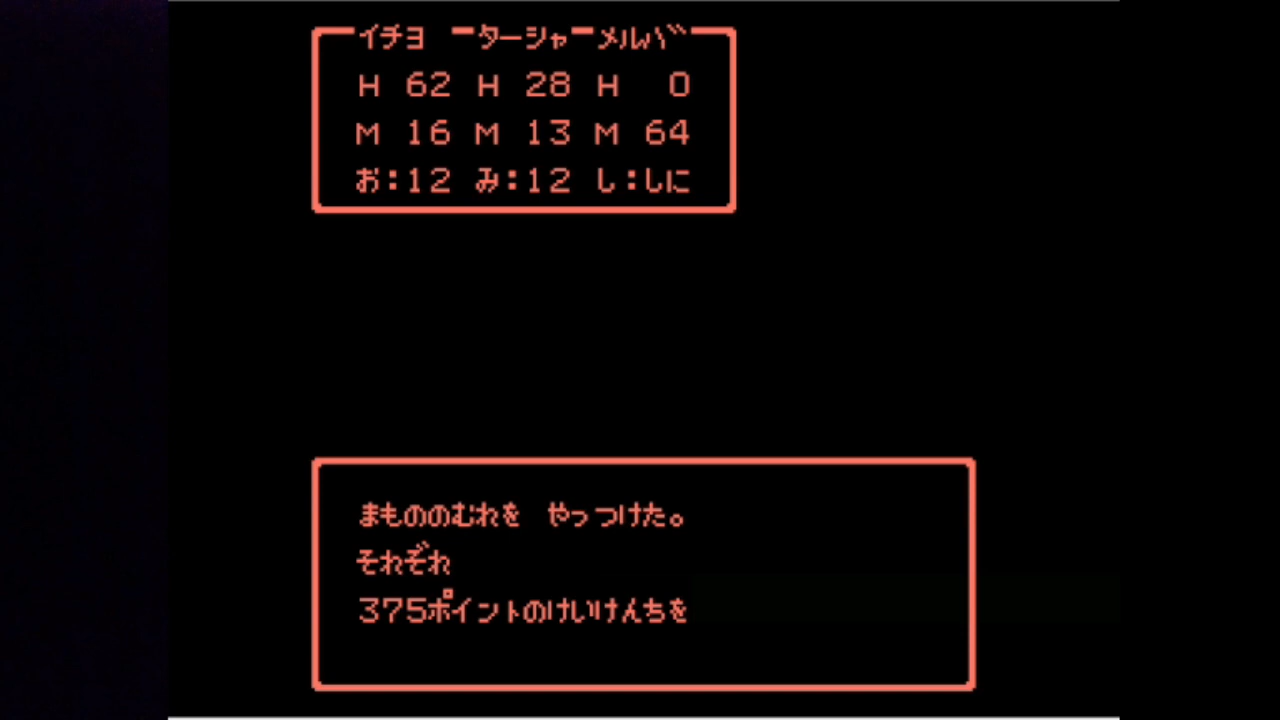 イチヨ ターシャ メルバ
H 62 H 28 H 0
M 16 M 13 M 64
お:12 み:12 し:しに
まもののむれを やっつけた。
それぞれ
375ポイントのけいけんちを